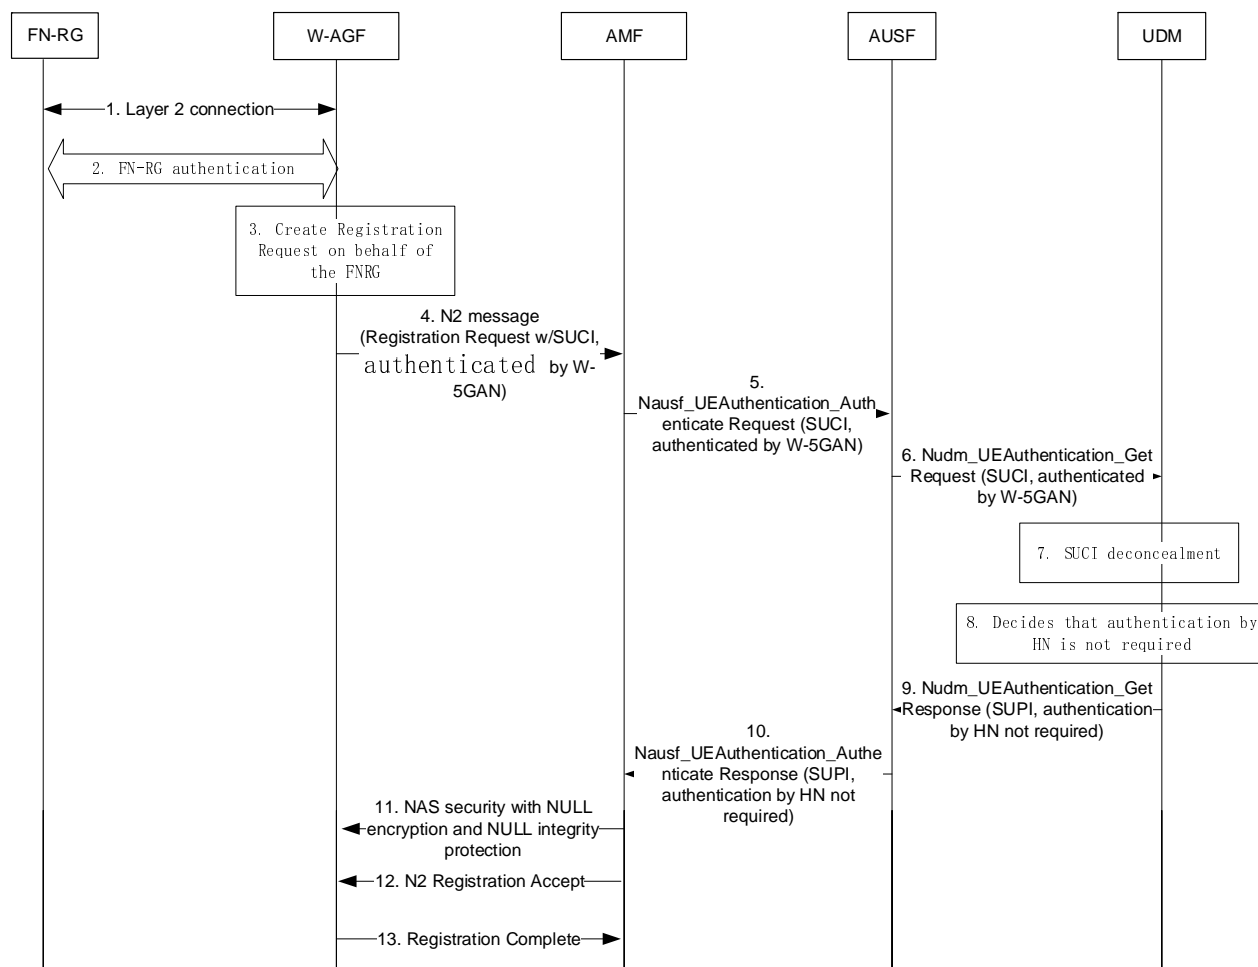 FN-RG
W-AGF
AMF
AUSF
UDM
1. Layer 2 connection
2. FN-RG authentication
3. Create Registration
Request on behalf of
the FNRG
4. N2 message
(Registration Request w/SUCI,
authenticated by W-
5GAN)
5.
Nausf_UEAuthentication_Auth
enticate Request (SUCI,
authenticated by W-5GAN)
6. Nudm_UEAuthentication_Get
Request (SUCI, authenticated
by W-5GAN)
7. SUCI deconcealment
8. Decides that authentication by
HN is not required
9. Nudm_UEAuthentication_Get
Response (SUPI, authentication
by HN not required)
10.
Nausf_UEAuthentication_Authe
nticate Response (SUPI,
authentication by HN not
required)
11. NAS security with NULL
encryption and NULL integrity
protection
12. N2 Registration Accept
13. Registration Complete